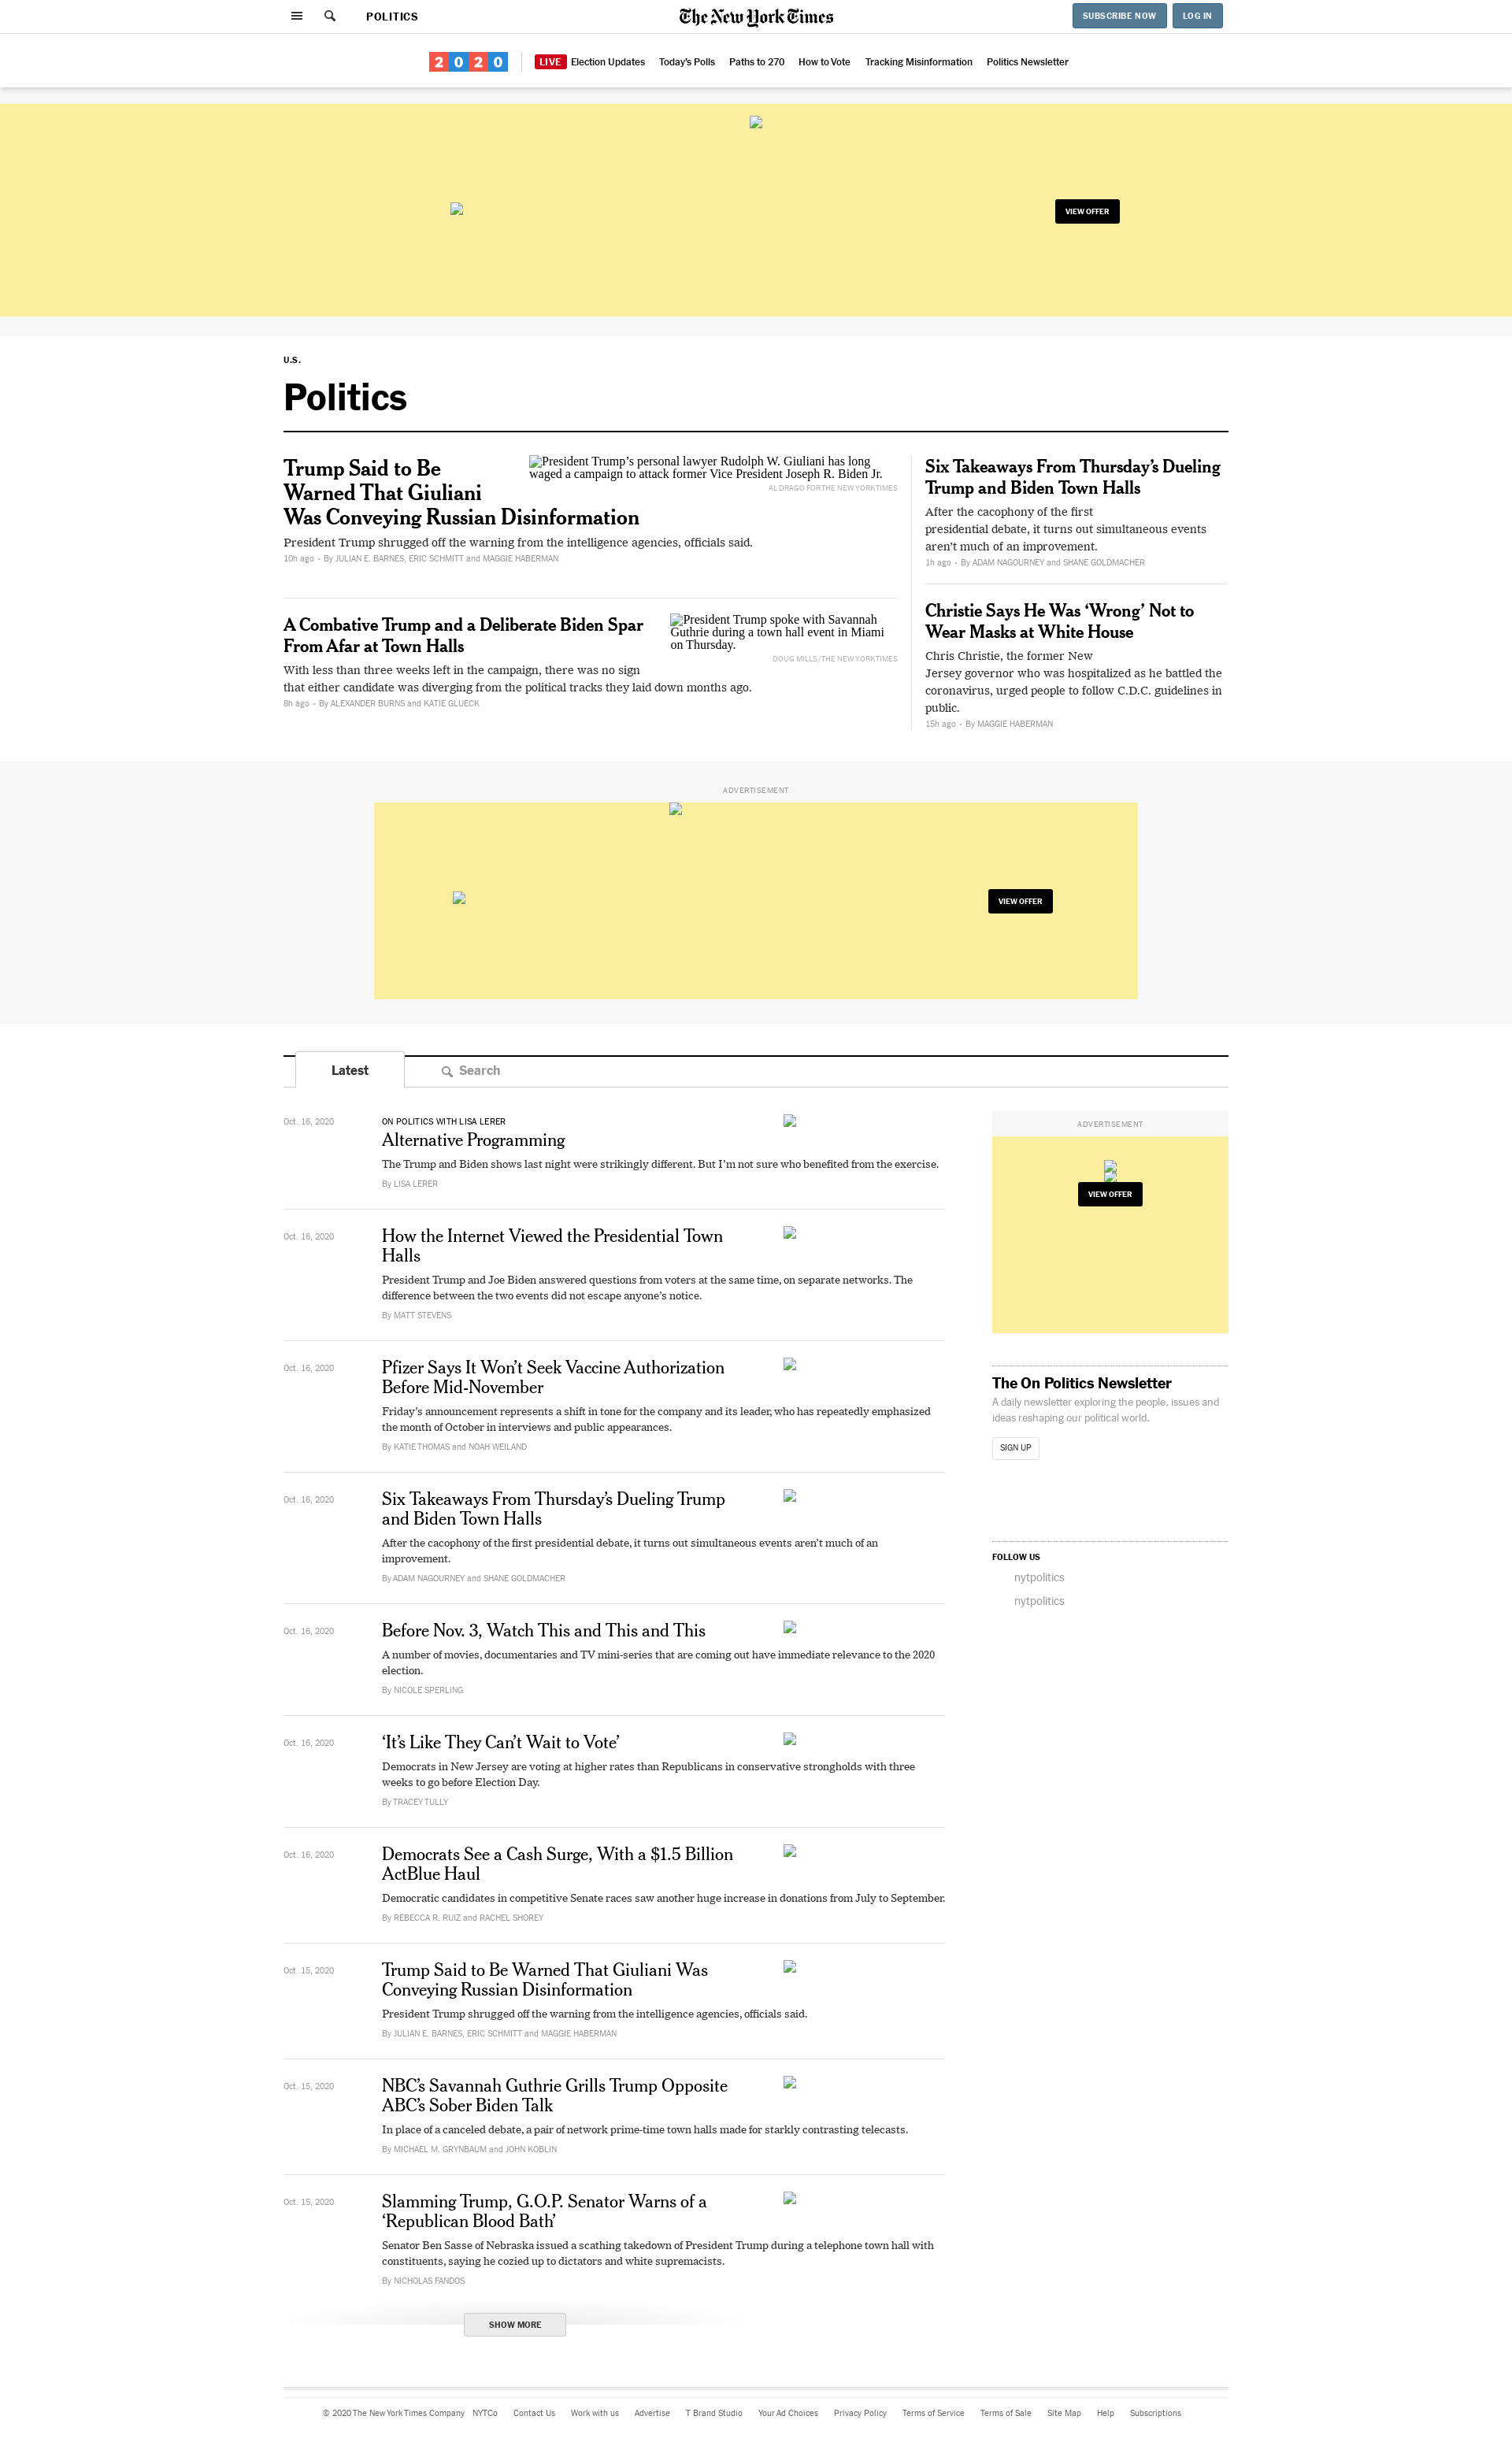 POLITICS
The New York Times
SUBSCRIBE NOW
LOG IN
2020
LIVE Election Updates
Today's Polls
Paths to 270
How to Vote
Tracking Misinformation
Politics Newsletter
VIEW OFFER
U.S.
Politics
Trump Said to Be
Warned That Giuliani
Was Conveying Russian Disinformation
President Trump's personal lawyer Rudolph W. Giuliani has long
waged a campaign to attack former Vice President Joseph R. Biden Jr.
AL DRAGO FOR THE NEW YORK TIMES
President Trump shrugged off the warning from the intelligence agencies, officials said.
10h ago • By JULIAN E. BARNES, ERIC SCHMITT and MAGGIE HABERMAN
A Combative Trump and a Deliberate Biden Spar
From Afar at Town Halls
President Trump spoke with Savannah
Guthrie during a town hall event in Miami
on Thursday.
DOUG MILLS/THE NEW YORK TIMES
With less than three weeks left in the campaign, there was no sign
that either candidate was diverging from the political tracks they laid down months ago.
8h ago • By ALEXANDER BURNS and KATIE GLUECK
Six Takeaways From Thursday's Dueling
Trump and Biden Town Halls
After the cacophony of the first
presidential debate, it turns out simultaneous events
aren't much of an improvement.
1h ago • By ADAM NAGOURNEY and SHANE GOLDMACHER
Christie Says He Was ‘Wrong’ Not to
Wear Masks at White House
Chris Christie, the former New
Jersey governor who was hospitalized as he battled the
coronavirus, urged people to follow C.D.C. guidelines in
public.
15h ago • By MAGGIE HABERMAN
ADVERTISEMENT
VIEW OFFER
Latest
Search
Oct. 16, 2020
ON POLITICS WITH LISA LERER
Alternative Programming
The Trump and Biden shows last night were strikingly different. But I'm not sure who benefited from the exercise.
By LISA LERER
Oct. 16, 2020
How the Internet Viewed the Presidential Town
Halls
President Trump and Joe Biden answered questions from voters at the same time, on separate networks. The
difference between the two events did not escape anyone's notice.
By MATT STEVENS
Oct. 16, 2020
Pfizer Says It Won't Seek Vaccine Authorization
Before Mid-November
Friday's announcement represents a shift in tone for the company and its leader, who has repeatedly emphasized
the month of October in interviews and public appearances.
By KATIE THOMAS and NOAH WEILAND
Oct. 16, 2020
Six Takeaways From Thursday's Dueling Trump
and Biden Town Halls
After the cacophony of the first presidential debate, it turns out simultaneous events aren't much of an
improvement.
By ADAM NAGOURNEY and SHANE GOLDMACHER
Oct. 16, 2020
Before Nov. 3, Watch This and This and This
A number of movies, documentaries and TV mini-series that are coming out have immediate relevance to the 2020
election.
By NICOLE SPERLING
Oct. 16, 2020
‘It's Like They Can't Wait to Vote’
Democrats in New Jersey are voting at higher rates than Republicans in conservative strongholds with three
weeks to go before Election Day.
By TRACEY TULLY
Oct. 16, 2020
Democrats See a Cash Surge, With a $1.5 Billion
ActBlue Haul
Democratic candidates in competitive Senate races saw another huge increase in donations from July to September.
By REBECCA R. RUIZ and RACHEL SHOREY
Oct. 15, 2020
Trump Said to Be Warned That Giuliani Was
Conveying Russian Disinformation
President Trump shrugged off the warning from the intelligence agencies, officials said.
By JULIAN E. BARNES, ERIC SCHMITT and MAGGIE HABERMAN
Oct. 15, 2020
NBC's Savannah Guthrie Grills Trump Opposite
ABC's Sober Biden Talk
In place of a canceled debate, a pair of network prime-time town halls made for starkly contrasting telecasts.
By MICHAEL M. GRYNBAUM and JOHN KOBLIN
Oct. 15, 2020
Slamming Trump, G.O.P. Senator Warns of a
‘Republican Blood Bath’
Senator Ben Sasse of Nebraska issued a scathing takedown of President Trump during a telephone town hall with
constituents, saying he cozied up to dictators and white supremacists.
By NICHOLAS FANDOS
SHOW MORE
ADVERTISEMENT
VIEW OFFER
The On Politics Newsletter
A daily newsletter exploring the people, issues and
ideas reshaping our political world.
SIGN UP
FOLLOW US
nytpolitics
nytpolitics
© 2020 The New York Times Company
NYTCo
Contact Us
Work with us
Advertise
T Brand Studio
Your Ad Choices
Privacy Policy
Terms of Service
Terms of Sale
Site Map
Help
Subscriptions